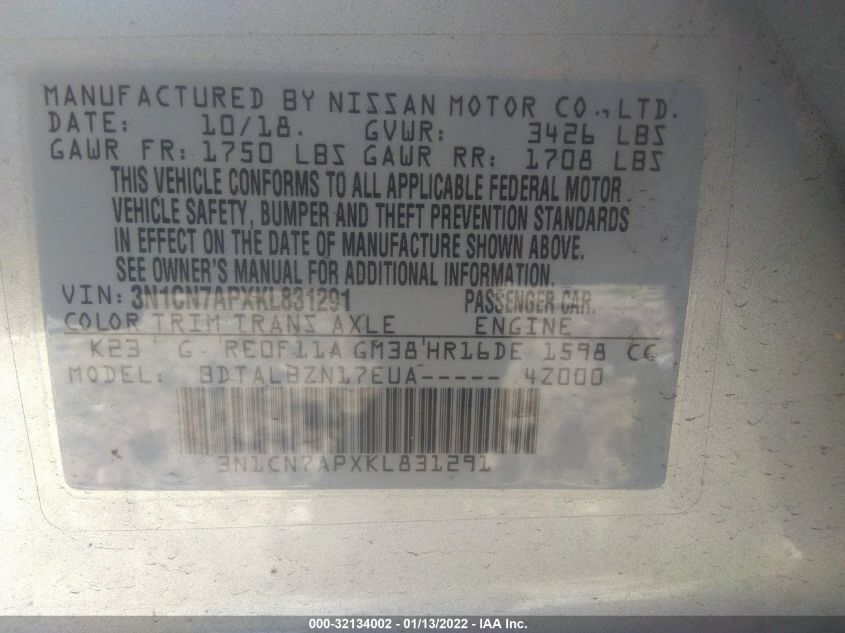 MANUFACTURED BY NISSAN MOTOR CO.,LTD.
DATE: 10/18. GVWR: 3426 LBS
GAWR FR: 1750 LBS GAWR RR: 1708 LBS
THIS VEHICLE CONFORMS TO ALL APPLICABLE FEDERAL MOTOR
VEHICLE SAFETY, BUMPER AND THEFT PREVENTION STANDARDS
IN EFFECT ON THE DATE OF MANUFACTURE SHOWN ABOVE.
SEE OWNER'S MANUAL FOR ADDITIONAL INFORMATION.
VIN: 3N1CN7APXKL831291 PASSENGER CAR.
COLOR TRIM TRANS AXLE ENGINE
K23 G RE0F11A GM38 HR16DE 1598 CC
MODEL: BDTALBZN17EUA----- 4Z000
3N1CN7APXKL831291
000-32134002 - 01/13/2022 - IAA Inc.